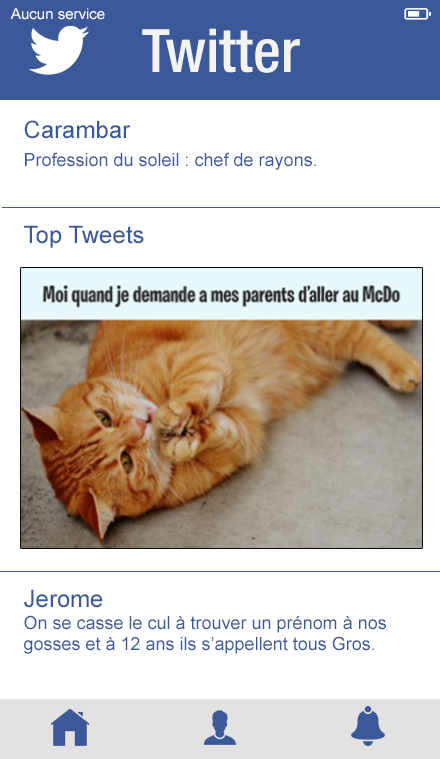 Aucun service
Twitter
Carambar
Profession du soleil : chef de rayons.
Top Tweets
Moi quand je demande a mes parents d'aller au McDo
Jerome
On se casse le cul à trouver un prénom à nos
gosses et à 12 ans ils s'appellent tous Gros.